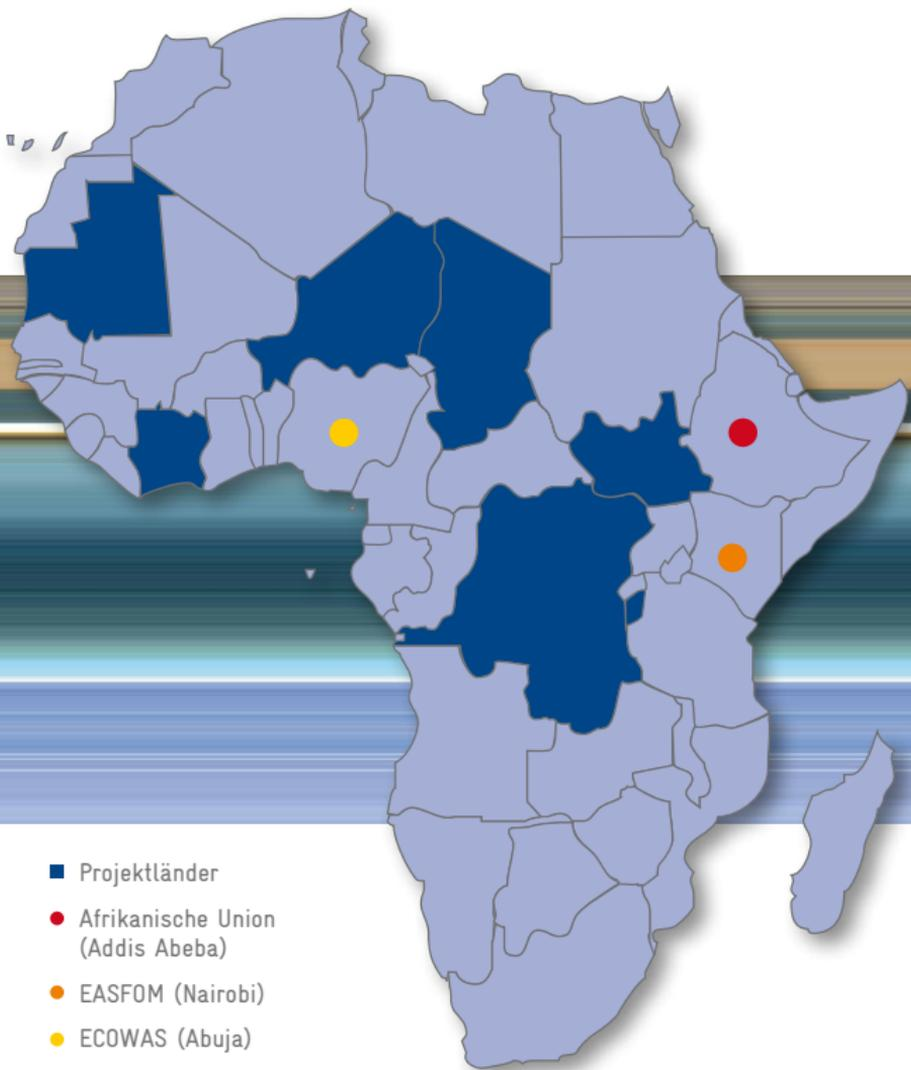 Projektländer
Afrikanische Union
(Addis Abeba)
EASFOM (Nairobi)
ECOWAS (Abuja)